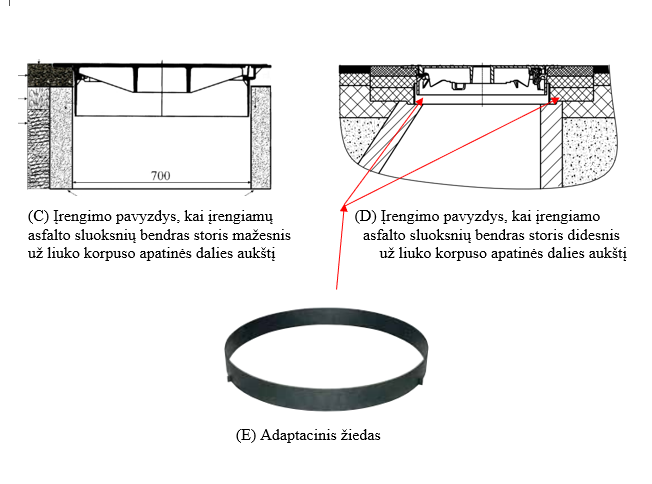 700
(C) Įrengimo pavyzdys, kai įrengiamų
asfalto sluoksnių bendras storis mažesnis
už liuko korpuso apatinės dalies aukštį
(D) Įrengimo pavyzdys, kai įrengiamo
asfalto sluoksnių bendras storis didesnis
už liuko korpuso apatinės dalies aukštį
(E) Adaptacinis žiedas